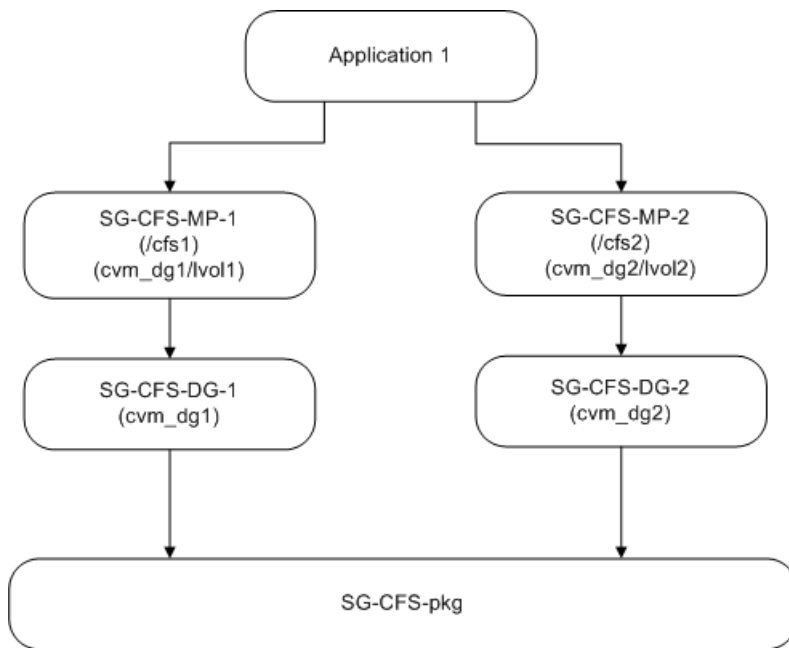 Application 1
SG-CFS-MP-1
(/cfs1)
(cvm_dg1/lvol1)
SG-CFS-MP-2
(/cfs2)
(cvm_dg2/lvol2)
SG-CFS-DG-1
(cvm_dg1)
SG-CFS-DG-2
(cvm_dg2)
SG-CFS-pkg